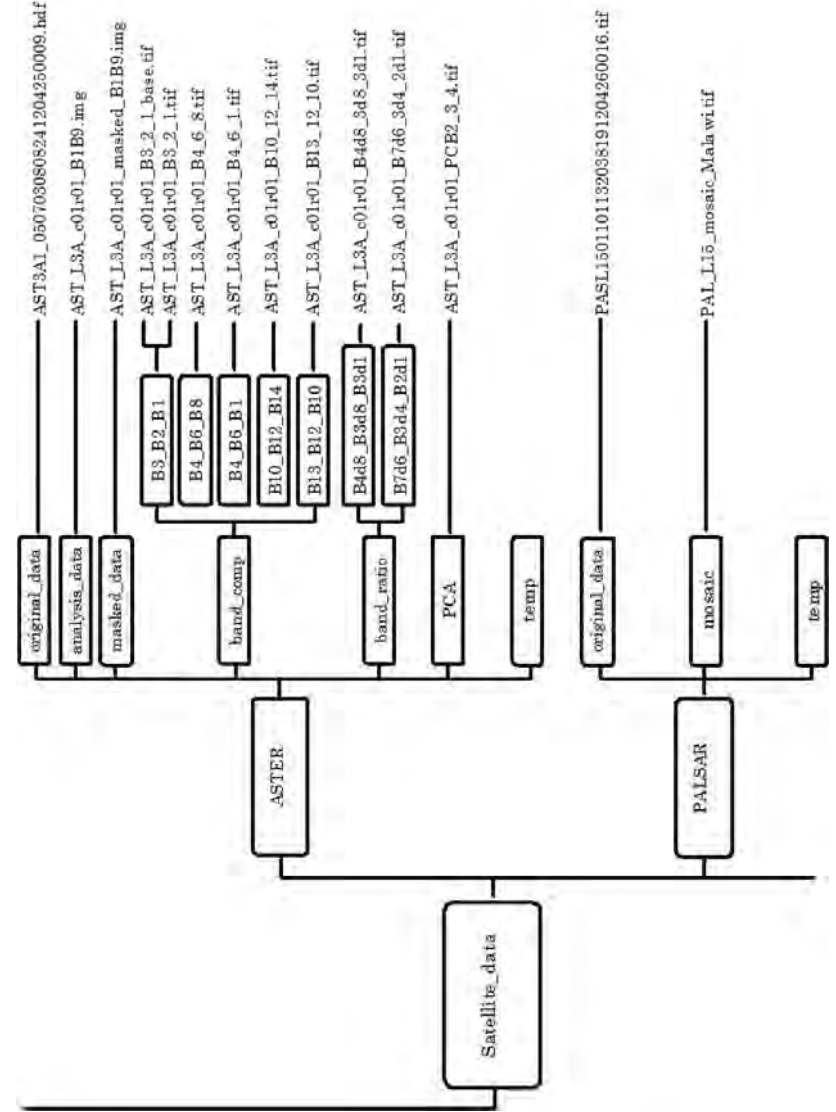 original_data
AST3A1_0507030808241204250009.hdf
analysis_data
AST_L3A_c01r01_B1B9.img
masked_data
AST_L3A_c01r01_masked_B1B9.img
B3_B2_B1
AST_L3A_c01r01_B3_2_1_base.tif
AST_L3A_c01r01_B3_2_1.tif
B4_B6_B8
AST_L3A_c01r01_B4_6_8.tif
band_comp
B4_B6_B1
AST_L3A_c01r01_B4_6_1.tif
B10_B12_B14
AST_L3A_c01r01_B10_12_14.tif
ASTER
B13_B12_B10
AST_L3A_c01r01_B13_12_10.tif
B4d8_B3d8_B3d1
AST_L3A_c01r01_B4d8_3d8_3d1.tif
band_ratio
B7d6_B3d4_B2d1
AST_L3A_c01r01_B7d6_3d4_2d1.tif
PCA
AST_L3A_c01r01_PCB2_3_4.tif
Satellite_data
temp
original_data
PASL1501101132038191204260016.tif
PALSAR
mosaic
PAL_L15_mosaic_Malawi.tif
temp